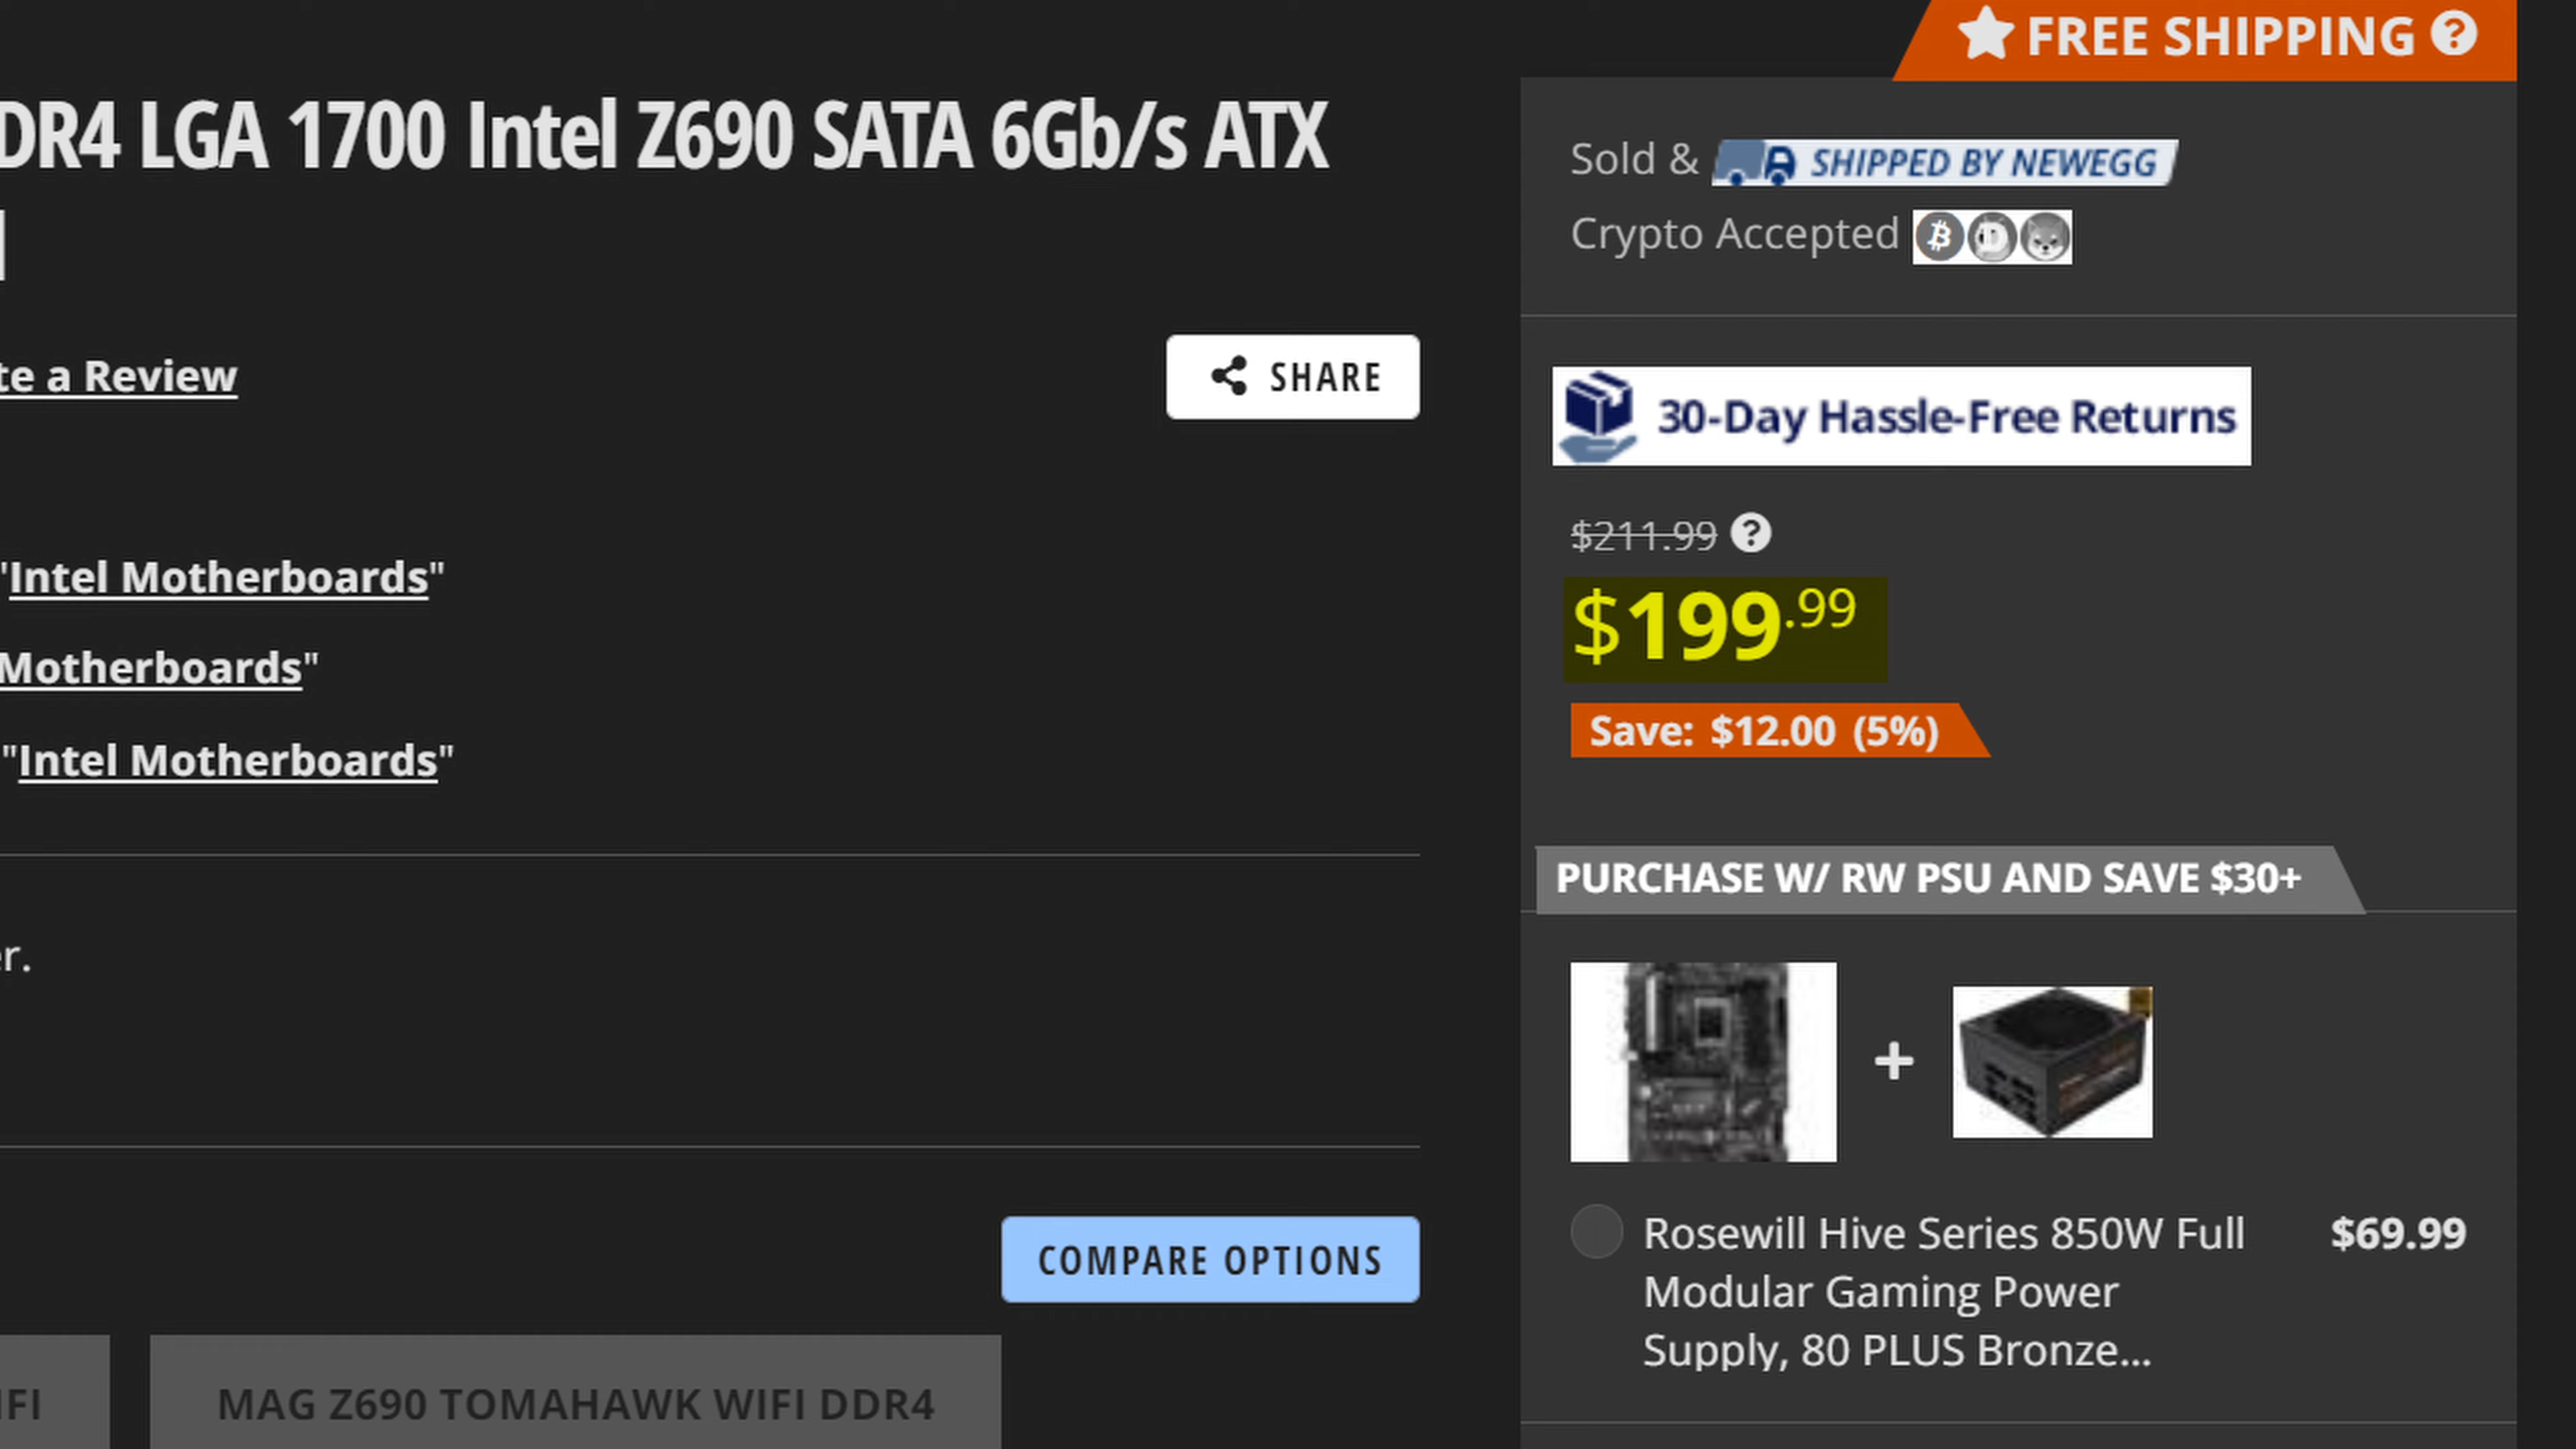 FREE SHIPPING
DR4 LGA 1700 Intel Z690 SATA 6Gb/s ATX
Sold & SHIPPED BY NEWEGG
Crypto Accepted
te a Review
SHARE
30-Day Hassle-Free Returns
$211.99
$199.99
Save: $12.00 (5%)
"Intel Motherboards"
Motherboards"
"Intel Motherboards"
PURCHASE W/ RW PSU AND SAVE $30+
er.
+
Rosewill Hive Series 850W Full
Modular Gaming Power
Supply, 80 PLUS Bronze...
$69.99
COMPARE OPTIONS
IFI
MAG Z690 TOMAHAWK WIFI DDR4